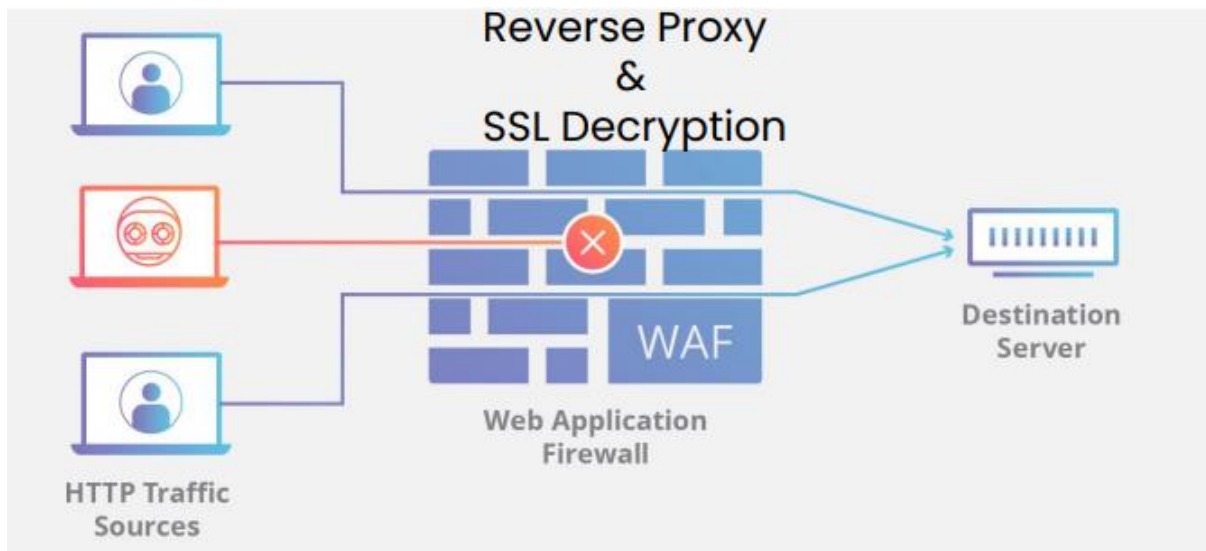 Reverse Proxy
&
SSL Decryption
WAF
Web Application
Firewall
Destination
Server
HTTP Traffic
Sources